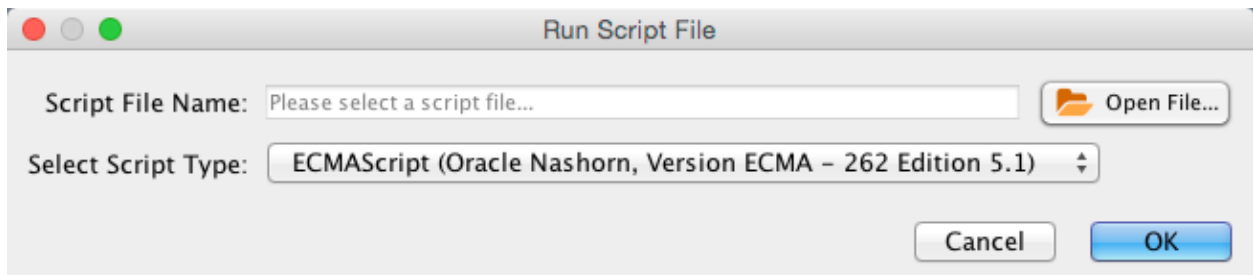 Run Script File
Script File Name: Please select a script file... Open File...
Select Script Type: ECMAScript (Oracle Nashorn, Version ECMA – 262 Edition 5.1)
Cancel OK